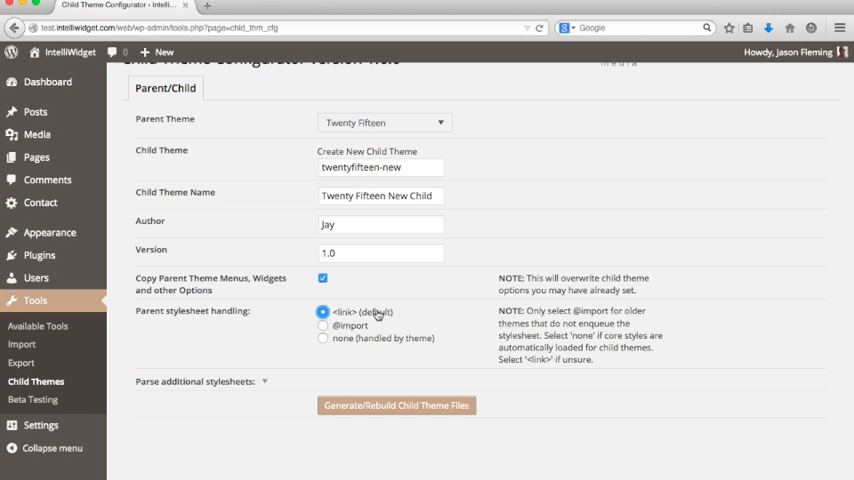 Child Theme Configurator ‹ Intelli...
test.intelliwidget.com/web/wp-admin/tools.php?page=chld_thm_cfg
Google
IntelliWidget 0 + New
Howdy, Jason Fleming
Child Theme Configurator Version
media
Dashboard
Posts
Media
Pages
Comments
Contact
Appearance
Plugins
Users
Tools
Available Tools
Import
Export
Child Themes
Beta Testing
Settings
Collapse menu
Parent/Child
Parent Theme
Twenty Fifteen
Child Theme
Create New Child Theme
twentyfifteen-new
Child Theme Name
Twenty Fifteen New Child
Author
Jay
Version
1.0
Copy Parent Theme Menus, Widgets
and other Options
NOTE: This will overwrite child theme
options you may have already set.
Parent stylesheet handling:
<link> (default)
@import
none (handled by theme)
NOTE: Only select @import for older
themes that do not enqueue the
stylesheet. Select 'none' if core styles are
automatically loaded for child themes.
Select '<link>' if unsure.
Parse additional stylesheets:
Generate/Rebuild Child Theme Files